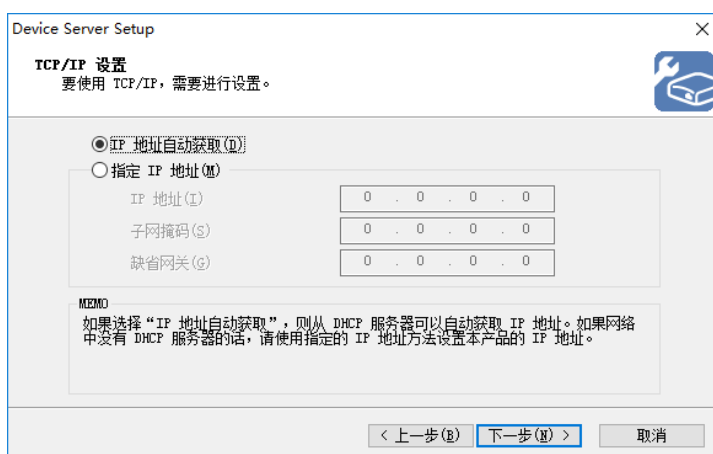 Device Server Setup
TCP/IP 设置
要使用 TCP/IP，需要进行设置。
IP 地址自动获取(D)
指定 IP 地址(M)
IP 地址(I) 0 . 0 . 0 . 0
子网掩码(S) 0 . 0 . 0 . 0
缺省网关(G) 0 . 0 . 0 . 0
MEMO
如果选择“IP 地址自动获取”，则从 DHCP 服务器可以自动获取 IP 地址。如果网络
中没有 DHCP 服务器的话，请使用指定的 IP 地址方法设置本产品的 IP 地址。
< 上一步(B) 下一步(N) > 取消